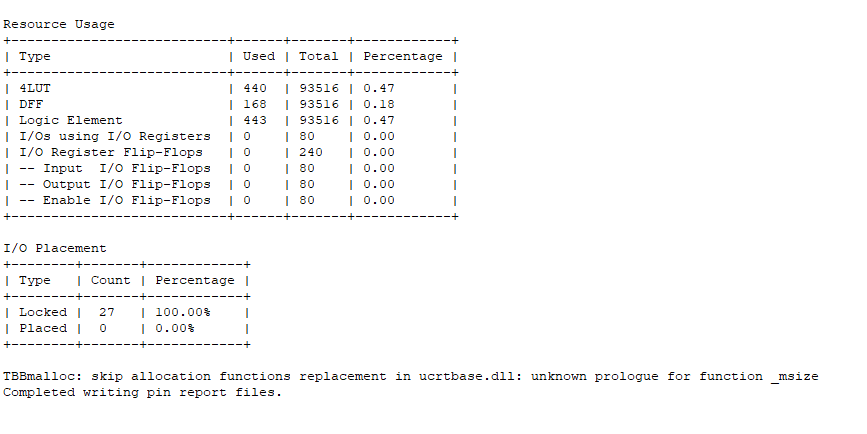 Resource Usage
+---------------------------+------+-------+------------+
| Type                      | Used | Total | Percentage |
+---------------------------+------+-------+------------+
| 4LUT                      | 440  | 93516 | 0.47       |
| DFF                       | 168  | 93516 | 0.18       |
| Logic Element             | 443  | 93516 | 0.47       |
| I/Os using I/O Registers  | 0    | 80    | 0.00       |
| I/O Register Flip-Flops   | 0    | 240   | 0.00       |
| -- Input  I/O Flip-Flops  | 0    | 80    | 0.00       |
| -- Output I/O Flip-Flops  | 0    | 80    | 0.00       |
| -- Enable I/O Flip-Flops  | 0    | 80    | 0.00       |
+---------------------------+------+-------+------------+
I/O Placement
+--------+-------+------------+
| Type   | Count | Percentage |
+--------+-------+------------+
| Locked |  27   | 100.00%    |
| Placed |  0    | 0.00%      |
+--------+-------+------------+
TBBmalloc: skip allocation functions replacement in ucrtbase.dll: unknown prologue for function _msize
Completed writing pin report files.